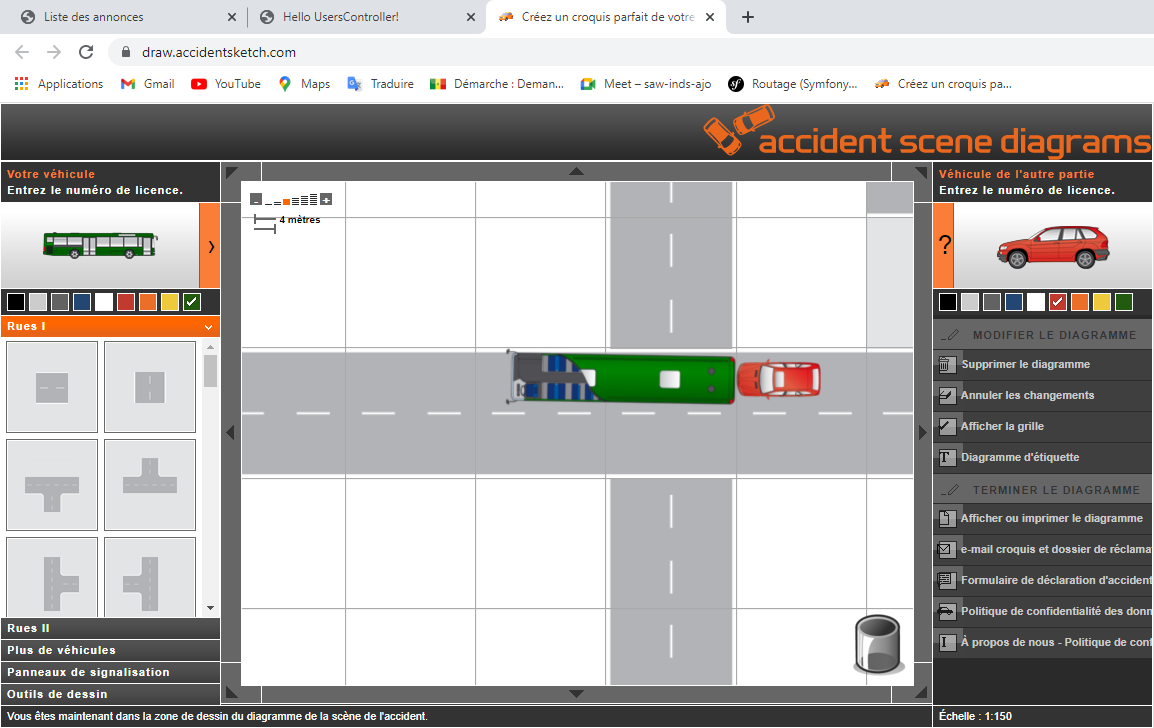 Liste des annonces
Hello UsersController!
Créez un croquis parfait de votre
draw.accidentsketch.com
Applications
Gmail
YouTube
Maps
Traduire
Démarche : Deman...
Meet – saw-inds-ajo
Routage (Symfony...
Créez un croquis pa...
accident scene diagrams
Votre véhicule
Entrez le numéro de licence.
Véhicule de l'autre partie
Entrez le numéro de licence.
4 mètres
?
Rues I
Rues II
Plus de véhicules
Panneaux de signalisation
Outils de dessin
MODIFIER LE DIAGRAMME
Supprimer le diagramme
Annuler les changements
Afficher la grille
T Diagramme d'étiquette
TERMINER LE DIAGRAMME
Afficher ou imprimer le diagramme
e-mail croquis et dossier de réclama
Formulaire de déclaration d'accident
Politique de confidentialité des donn
I À propos de nous - Politique de conf
Vous êtes maintenant dans la zone de dessin du diagramme de la scène de l'accident.
Échelle : 1:150